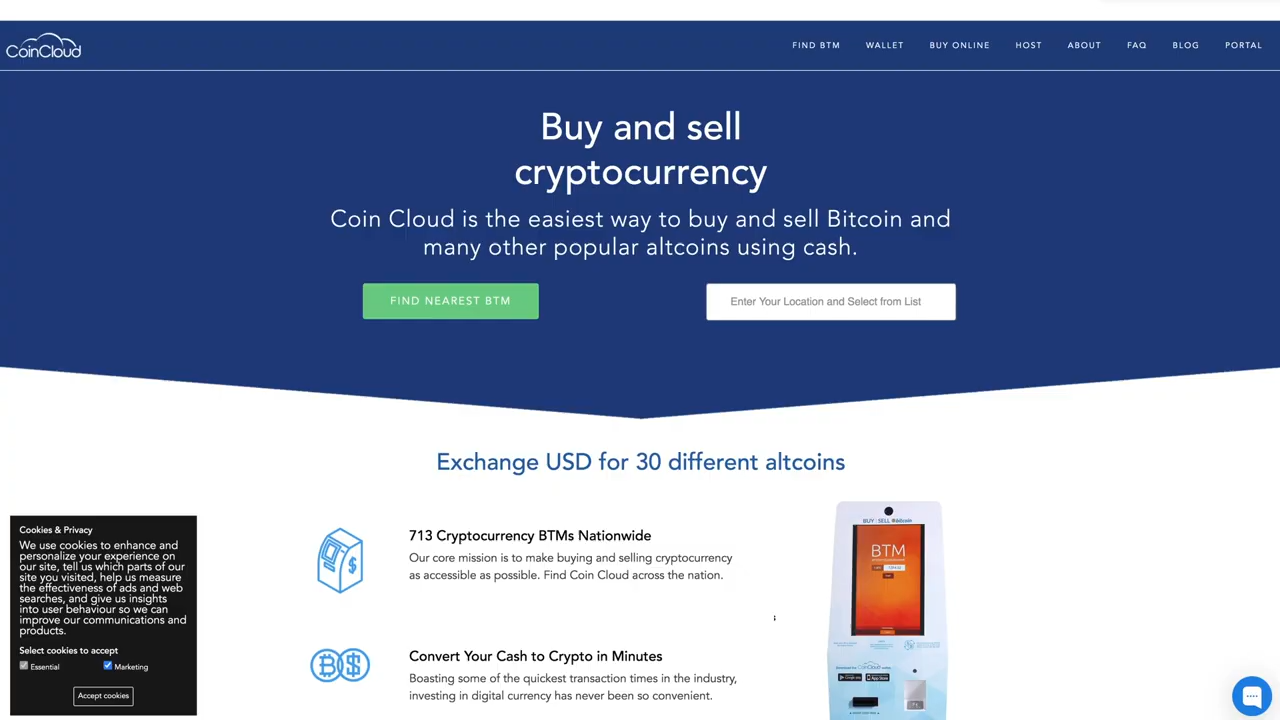 CoinCloud
FIND BTM WALLET BUY ONLINE HOST ABOUT FAQ BLOG PORTAL
Buy and sell
cryptocurrency
Coin Cloud is the easiest way to buy and sell Bitcoin and
many other popular altcoins using cash.
FIND NEAREST BTM
Enter Your Location and Select from List
Exchange USD for 30 different altcoins
713 Cryptocurrency BTMs Nationwide
Our core mission is to make buying and selling cryptocurrency
as accessible as possible. Find Coin Cloud across the nation.
Convert Your Cash to Crypto in Minutes
Boasting some of the quickest transaction times in the industry,
investing in digital currency has never been so convenient.
BUY | SELL
BTM
CoinCloud
Google Play
App Store
Cookies & Privacy
We use cookies to enhance and
personalize your experience on
our site, tell us which parts of our
site you visited, help us measure
the effectiveness of ads and web
searches, and give us insights
into user behaviour so we can
improve our communications and
products.
Select cookies to accept
Essential Marketing
Accept cookies